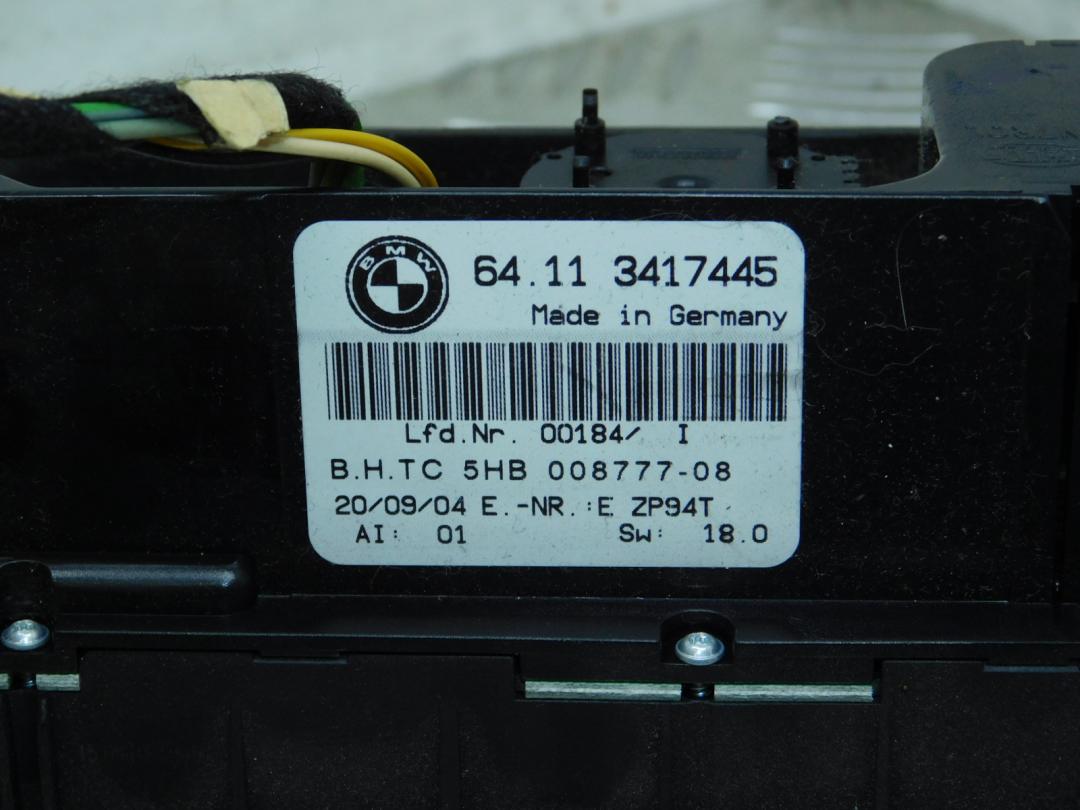 BMW
64.11 3417445
Made in Germany
Lfd.Nr. 00184/ I
B.H.TC 5HB 008777-08
20/09/04 E.-NR.:E ZP94T
AI: 01 Sw: 18.0